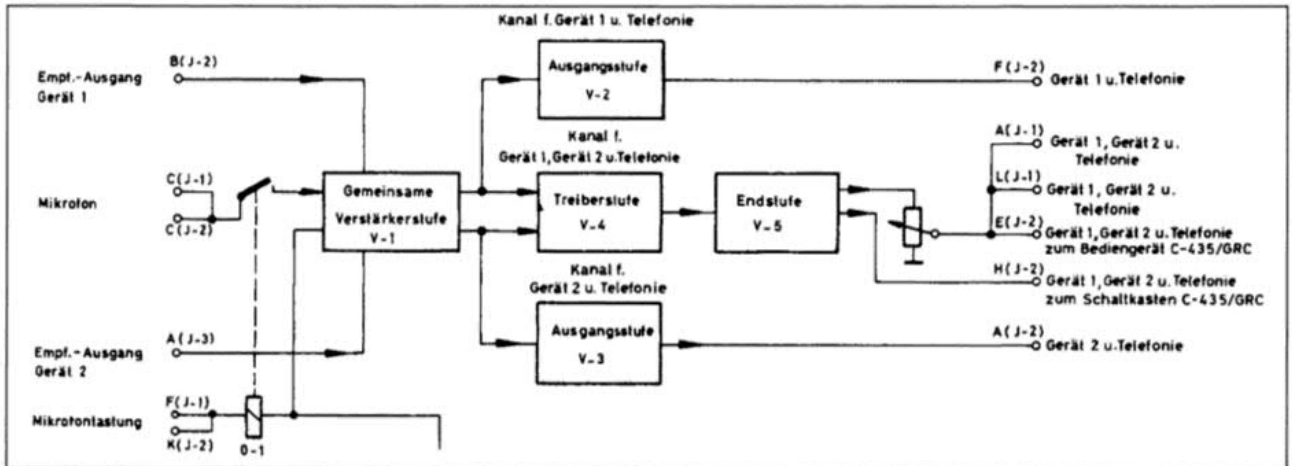 Kanal f. Gerät 1 u. Telefonie
B(J-2)
Empf.-Ausgang
Gerät 1
Ausgangsstufe
V-2
F(J-2)
Gerät 1 u. Telefonie
Kanal f.
Gerät 1, Gerät 2 u. Telefonie
A(J-1)
Gerät 1, Gerät 2 u.
Telefonie
C(J-1)
Mikrofon
C(J-2)
Gemeinsame
Verstärkerstufe
V-1
Treiberstufe
V-4
Endstufe
V-5
L(J-1)
Gerät 1, Gerät 2 u.
Telefonie
E(J-2)
Gerät 1, Gerät 2 u. Telefonie
zum Bediengerät C-435/GRC
Kanal f.
Gerät 2 u. Telefonie
H(J-2)
Gerät 1, Gerät 2 u. Telefonie
zum Schaltkasten C-435/GRC
A(J-3)
Empf.-Ausgang
Gerät 2
Ausgangsstufe
V-3
A(J-2)
Gerät 2 u. Telefonie
F(J-1)
Mikrofontastung
K(J-2)
O-1